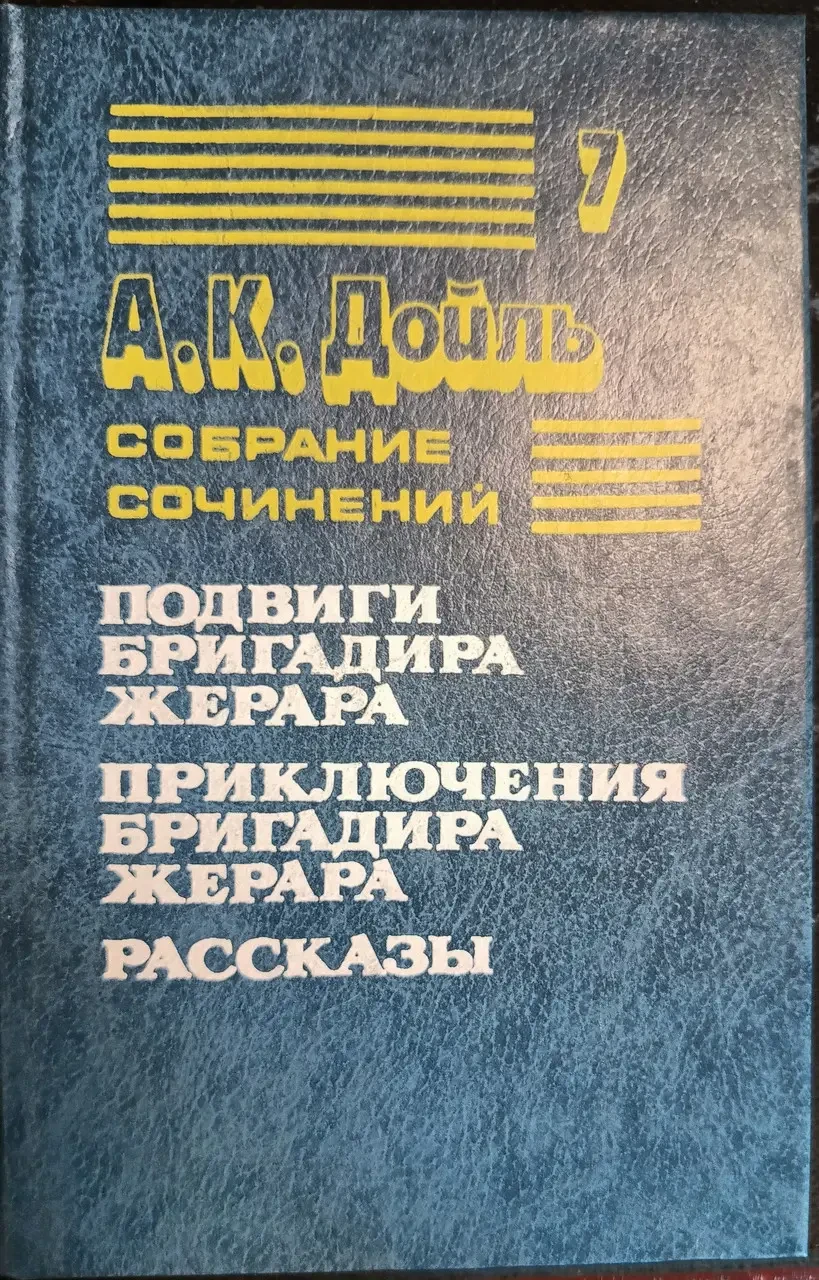 7
А.К. Дойль
СОБРАНИЕ
СОЧИНЕНИЙ
ПОДВИГИ
БРИГАДИРА
ЖЕРАРА
ПРИКЛЮЧЕНИЯ
БРИГАДИРА
ЖЕРАРА
РАССКАЗЫ